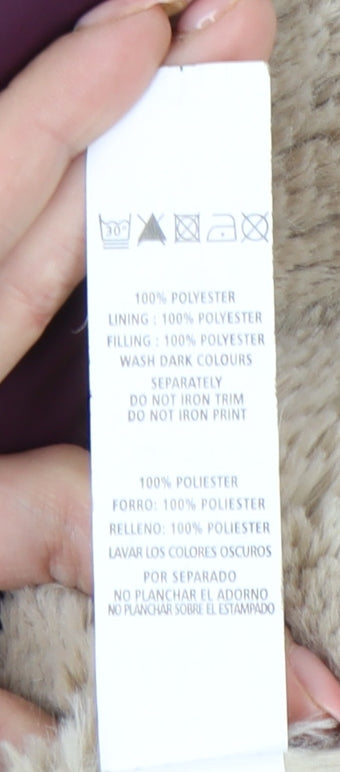 30°
100% POLYESTER
LINING : 100% POLYESTER
FILLING : 100% POLYESTER
WASH DARK COLOURS
SEPARATELY
DO NOT IRON TRIM
DO NOT IRON PRINT
100% POLIESTER
FORRO: 100% POLIESTER
RELLENO: 100% POLIESTER
LAVAR LOS COLORES OSCUROS
POR SEPARADO
NO PLANCHAR EL ADORNO
NO PLANCHAR SOBRE EL ESTAMPADO